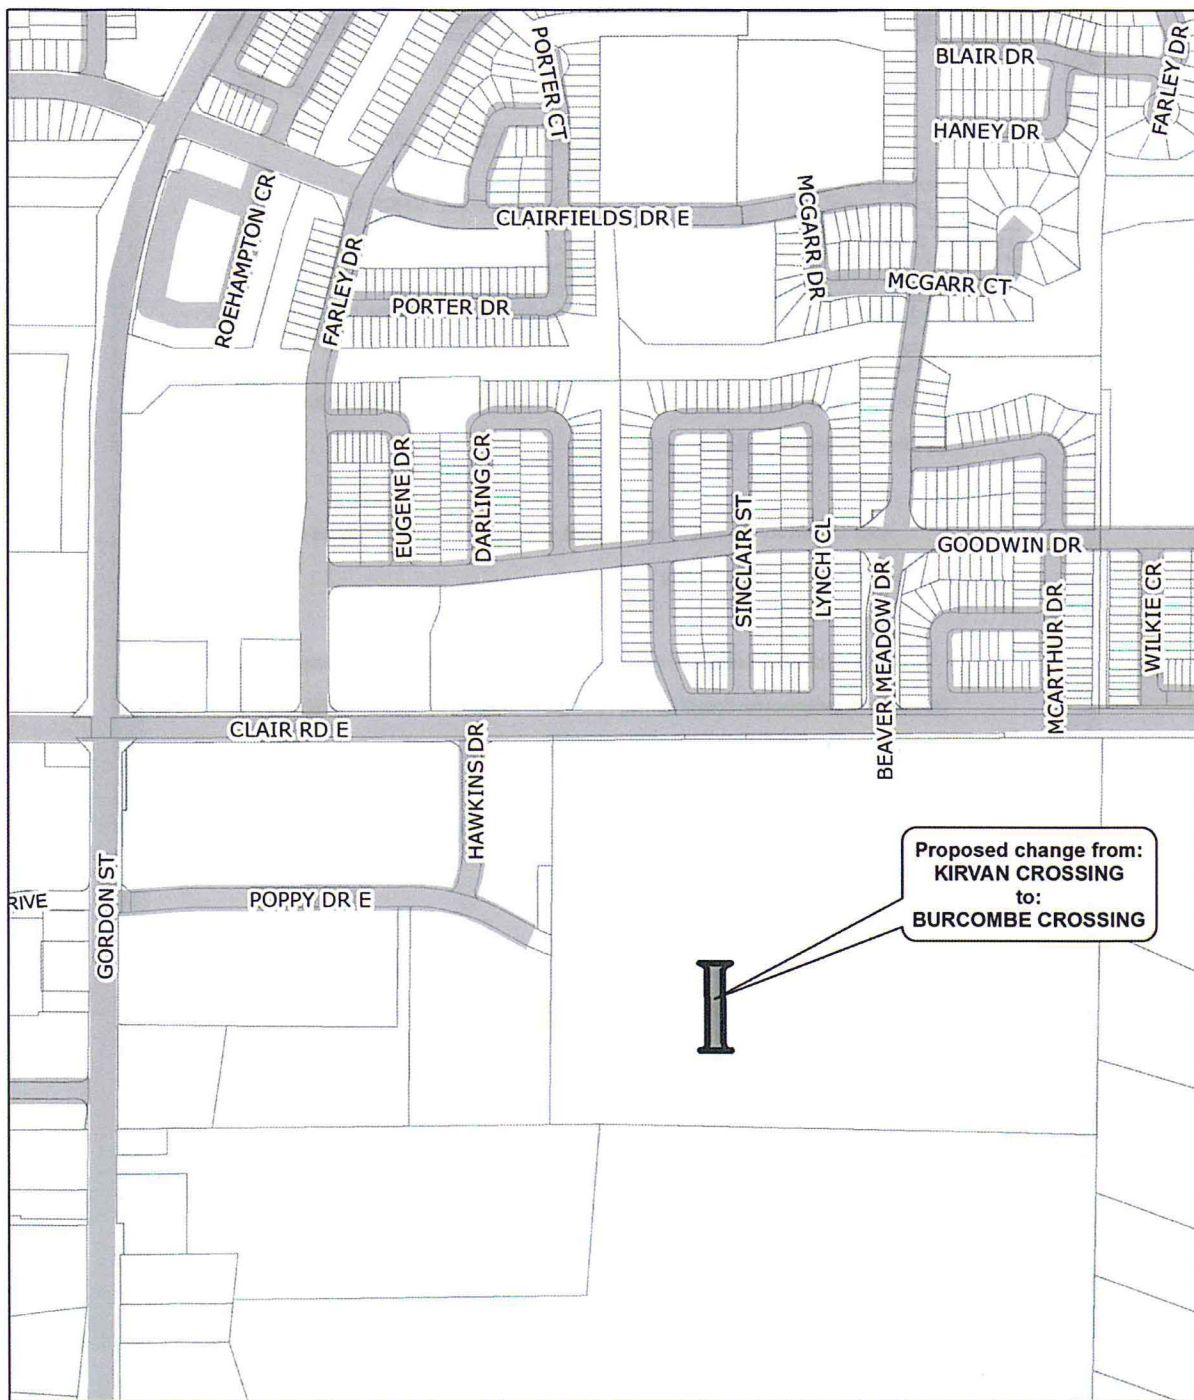 PORTER CT
BLAIR DR
FARLEY DR
HANEY DR
ROEHAMPTON CR
CLAIRFIELDS DR E
MCGARR DR
FARLEY DR
PORTER DR
MCGARR CT
EUGENE DR
DARLING CR
SINCLAIR ST
LYNCH CL
GOODWIN DR
BEAVER MEADOW DR
MCARTHUR DR
WILKIE CR
CLAIR RD E
HAWKINS DR
GORDON ST
RIVE
POPPY DR E
Proposed change from:
KIRVAN CROSSING
to:
BURCOMBE CROSSING